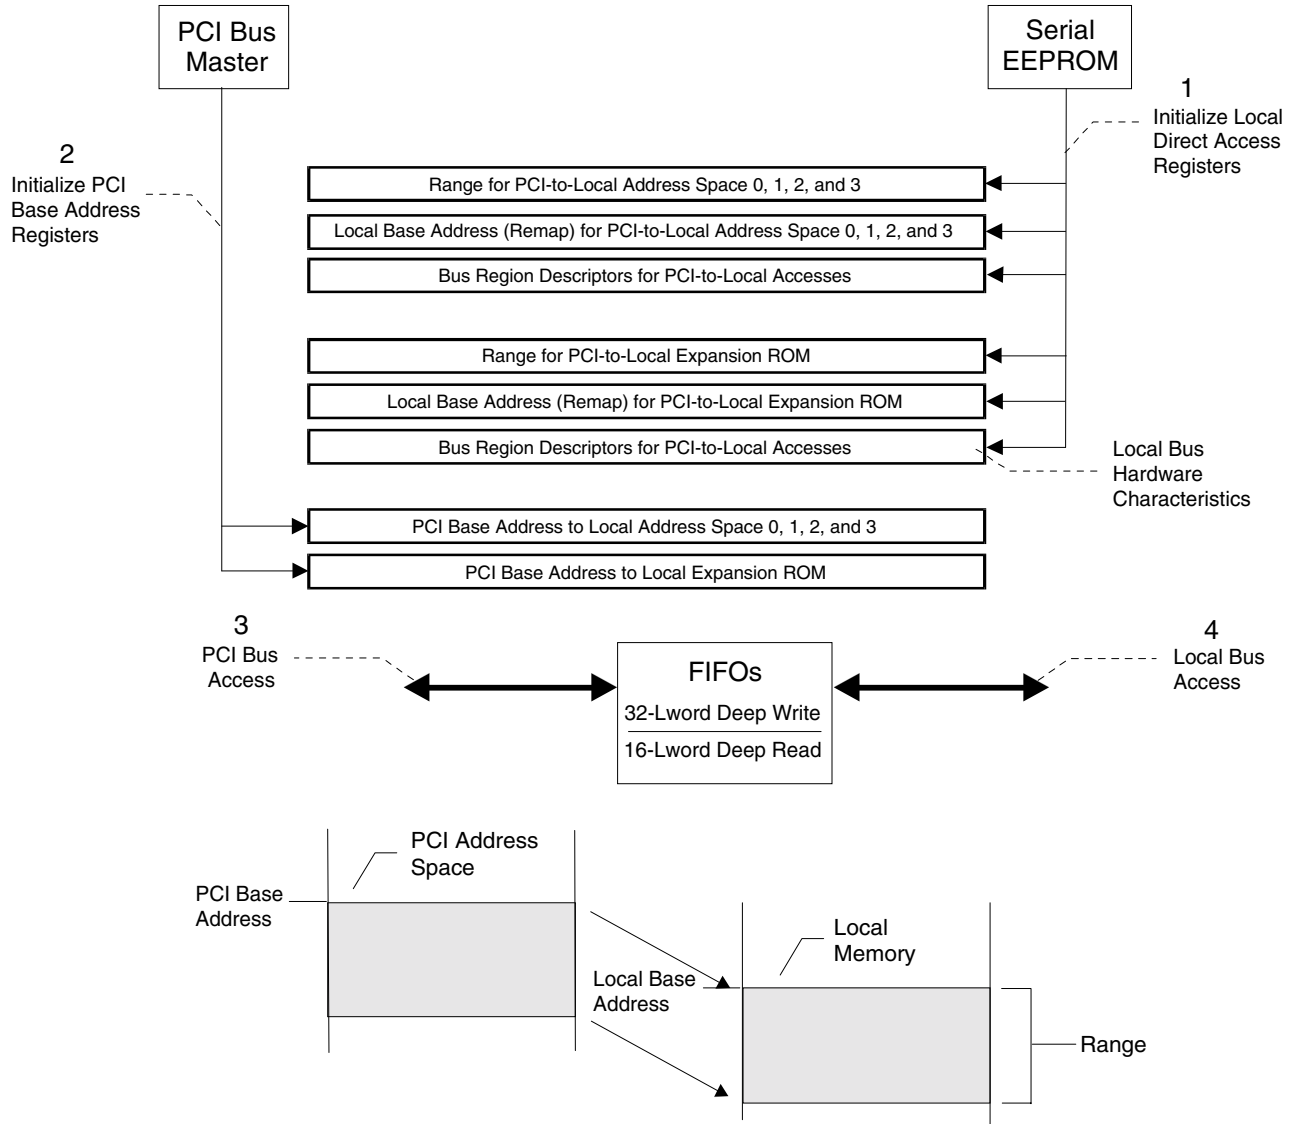 PCI Bus
Master
Serial
EEPROM
1
Initialize Local
Direct Access
Registers
2
Initialize PCI
Base Address
Registers
Range for PCI-to-Local Address Space 0, 1, 2, and 3
Local Base Address (Remap) for PCI-to-Local Address Space 0, 1, 2, and 3
Bus Region Descriptors for PCI-to-Local Accesses
Range for PCI-to-Local Expansion ROM
Local Base Address (Remap) for PCI-to-Local Expansion ROM
Bus Region Descriptors for PCI-to-Local Accesses
Local Bus
Hardware
Characteristics
PCI Base Address to Local Address Space 0, 1, 2, and 3
PCI Base Address to Local Expansion ROM
3
PCI Bus
Access
FIFOs
32-Lword Deep Write
16-Lword Deep Read
4
Local Bus
Access
PCI Address
Space
PCI Base
Address
Local
Memory
Local Base
Address
Range